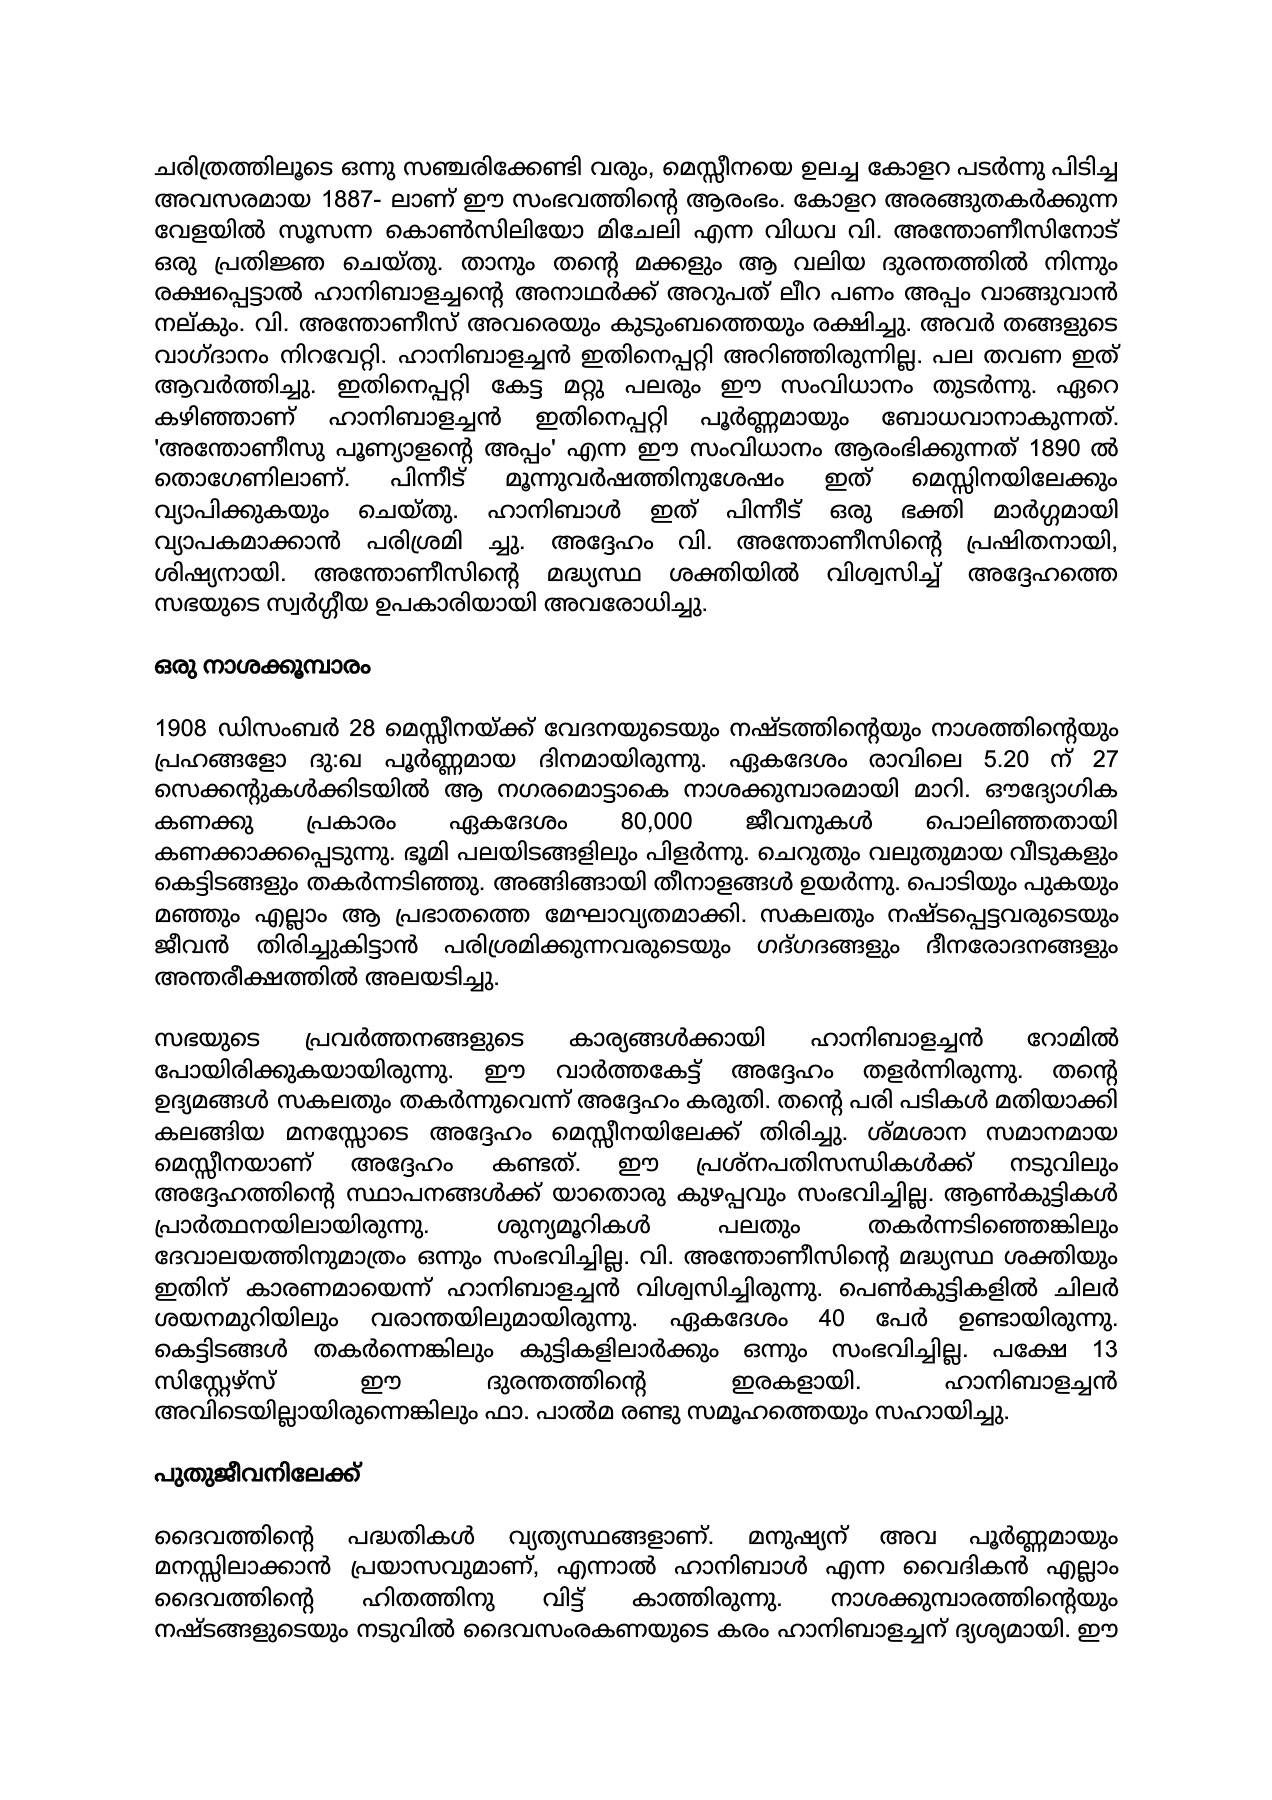 ചരിത്രത്തിലൂടെ ഒന്നു സഞ്ചരിക്കേണ്ടി വരും, മെസ്സീനയെ ഉലച്ച കോളറ പടർന്നു പിടിച്ച
അവസരമായ 1887- ലാണ് ഈ സംഭവത്തിന്റെ ആരംഭം. കോളറ അരങ്ങുതകർക്കുന്ന
വേളയിൽ സൂസന്ന കൊൺസിലിയോ മിചേലി എന്ന വിധവ വി. അന്തോണീസിനോട്
ഒരു പ്രതിജ്ഞ ചെയ്തു. താനും തന്റെ മക്കളും ആ വലിയ ദുരന്തത്തിൽ നിന്നും
രക്ഷപ്പെട്ടാൽ ഹാനിബാളച്ചന്റെ അനാഥർക്ക് അറുപത് ലീറ പണം അപ്പം വാങ്ങുവാൻ
നല്കും. വി. അന്തോണീസ് അവരെയും കുടുംബത്തെയും രക്ഷിച്ചു. അവർ തങ്ങളുടെ
വാഗ്ദാനം നിറവേറ്റി. ഹാനിബാളച്ചൻ ഇതിനെപ്പറ്റി അറിഞ്ഞിരുന്നില്ല. പല തവണ ഇത്
ആവർത്തിച്ചു. ഇതിനെപ്പറ്റി കേട്ട മറ്റു പലരും ഈ സംവിധാനം തുടർന്നു. ഏറെ
കഴിഞ്ഞാണ് ഹാനിബാളച്ചൻ ഇതിനെപ്പറ്റി പൂർണ്ണമായും ബോധവാനാകുന്നത്.
'അന്തോണീസു പൂണ്യാളന്റെ അപ്പം' എന്ന ഈ സംവിധാനം ആരംഭിക്കുന്നത് 1890 ൽ
തൊഗേണിലാണ്. പിന്നീട് മൂന്നുവർഷത്തിനുശേഷം ഇത് മെസ്സിനയിലേക്കും
വ്യാപിക്കുകയും ചെയ്തു. ഹാനിബാൾ ഇത് പിന്നീട് ഒരു ഭക്തി മാർഗ്ഗമായി
വ്യാപകമാക്കാൻ പരിശ്രമി ച്ചു. അദ്ദേഹം വി. അന്തോണീസിന്റെ പ്രഷിതനായി,
ശിഷ്യനായി. അന്തോണീസിന്റെ മദ്ധ്യസ്ഥ ശക്തിയിൽ വിശ്വസിച്ച് അദ്ദേഹത്തെ
സഭയുടെ സ്വർഗ്ഗീയ ഉപകാരിയായി അവരോധിച്ചു.
ഒരു നാശക്കൂമ്പാരം
1908 ഡിസംബർ 28 മെസ്സീനയ്ക്ക് വേദനയുടെയും നഷ്ടത്തിന്റെയും നാശത്തിന്റെയും
പ്രഹങ്ങളോ ദു:ഖ പൂർണ്ണമായ ദിനമായിരുന്നു. ഏകദേശം രാവിലെ 5.20 ന് 27
സെക്കന്റുകൾക്കിടയിൽ ആ നഗരമൊട്ടാകെ നാശക്കുമ്പാരമായി മാറി. ഔദ്യോഗിക
കണക്കു പ്രകാരം ഏകദേശം 80,000 ജീവനുകൾ പൊലിഞ്ഞതായി
കണക്കാക്കപ്പെടുന്നു. ഭൂമി പലയിടങ്ങളിലും പിളർന്നു. ചെറുതും വലുതുമായ വീടുകളും
കെട്ടിടങ്ങളും തകർന്നടിഞ്ഞു. അങ്ങിങ്ങായി തീനാളങ്ങൾ ഉയർന്നു. പൊടിയും പുകയും
മഞ്ഞും എല്ലാം ആ പ്രഭാതത്തെ മേഘാവ്യതമാക്കി. സകലതും നഷ്ടപ്പെട്ടവരുടെയും
ജീവൻ തിരിച്ചുകിട്ടാൻ പരിശ്രമിക്കുന്നവരുടെയും ഗദ്ഗദങ്ങളും ദീനരോദനങ്ങളും
അന്തരീക്ഷത്തിൽ അലയടിച്ചു.
സഭയുടെ പ്രവർത്തനങ്ങളുടെ കാര്യങ്ങൾക്കായി ഹാനിബാളച്ചൻ റോമിൽ
പോയിരിക്കുകയായിരുന്നു. ഈ വാർത്തകേട്ട് അദ്ദേഹം തളർന്നിരുന്നു. തന്റെ
ഉദ്യമങ്ങൾ സകലതും തകർന്നുവെന്ന് അദ്ദേഹം കരുതി. തന്റെ പരി പടികൾ മതിയാക്കി
കലങ്ങിയ മനസ്സോടെ അദ്ദേഹം മെസ്സീനയിലേക്ക് തിരിച്ചു. ശ്മശാന സമാനമായ
മെസ്സീനയാണ് അദ്ദേഹം കണ്ടത്. ഈ പ്രശ്നപതിസന്ധികൾക്ക് നടുവിലും
അദ്ദേഹത്തിന്റെ സ്ഥാപനങ്ങൾക്ക് യാതൊരു കുഴപ്പവും സംഭവിച്ചില്ല. ആൺകുട്ടികൾ
പ്രാർത്ഥനയിലായിരുന്നു. ശുന്യമൂറികൾ പലതും തകർന്നടിഞ്ഞെങ്കിലും
ദേവാലയത്തിനുമാത്രം ഒന്നും സംഭവിച്ചില്ല. വി. അന്തോണീസിന്റെ മദ്ധ്യസ്ഥ ശക്തിയും
ഇതിന് കാരണമായെന്ന് ഹാനിബാളച്ചൻ വിശ്വസിച്ചിരുന്നു. പെൺകുട്ടികളിൽ ചിലർ
ശയനമുറിയിലും വരാന്തയിലുമായിരുന്നു. ഏകദേശം 40 പേർ ഉണ്ടായിരുന്നു.
കെട്ടിടങ്ങൾ തകർന്നെങ്കിലും കുട്ടികളിലാർക്കും ഒന്നും സംഭവിച്ചില്ല. പക്ഷേ 13
സിസ്റ്റേഴ്സ് ഈ ദുരന്തത്തിന്റെ ഇരകളായി. ഹാനിബാളച്ചൻ
അവിടെയില്ലായിരുന്നെങ്കിലും ഫാ. പാൽമ രണ്ടു സമൂഹത്തെയും സഹായിച്ചു.
പുതുജീവനിലേക്ക്
ദൈവത്തിന്റെ പദ്ധതികൾ വ്യത്യസ്ഥങ്ങളാണ്. മനുഷ്യന് അവ പൂർണ്ണമായും
മനസ്സിലാക്കാൻ പ്രയാസവുമാണ്, എന്നാൽ ഹാനിബാൾ എന്ന വൈദികൻ എല്ലാം
ദൈവത്തിന്റെ ഹിതത്തിനു വിട്ട് കാത്തിരുന്നു. നാശക്കുമ്പാരത്തിന്റെയും
നഷ്ടങ്ങളുടെയും നടുവിൽ ദൈവസംരകണയുടെ കരം ഹാനിബാളച്ചന് ദ്യശ്യമായി. ഈ